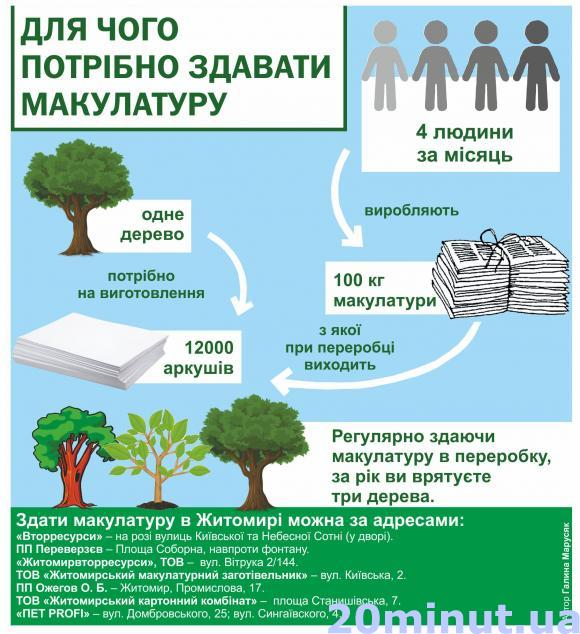 ДЛЯ ЧОГО
ПОТРІБНО ЗДАВАТИ
МАКУЛАТУРУ
4 людини
за місяць
одне
дерево
виробляють
потрібно
на виготовлення
100 кг
макулатури
12000
аркушів
з якої
при переробці
виходить
Регулярно здаючи
макулатуру в переробку,
за рік ви врятуєте
три дерева.
Здати макулатуру в Житомирі можна за адресами:
«Вторресурси» – на розі вулиць Київської та Небесної Сотні (у дворі).
ПП Переверзєв – Площа Соборна, навпроти фонтану.
«Житомирвторресурси», ТОВ – вул. Вітрука 2/144.
ТОВ «Житомирський макулатурний заготівельник» – вул. Київська, 2.
ПП Ожегов О. Б. – Житомир, Промислова, 17.
ТОВ «Житомирський картонний комбінат» – площа Станишівська, 7.
«ПЕТ PROFI» – вул. Домбровського, 25; вул. Сингаївського, 4.
20minut.ua
Автор Галина Марусяк